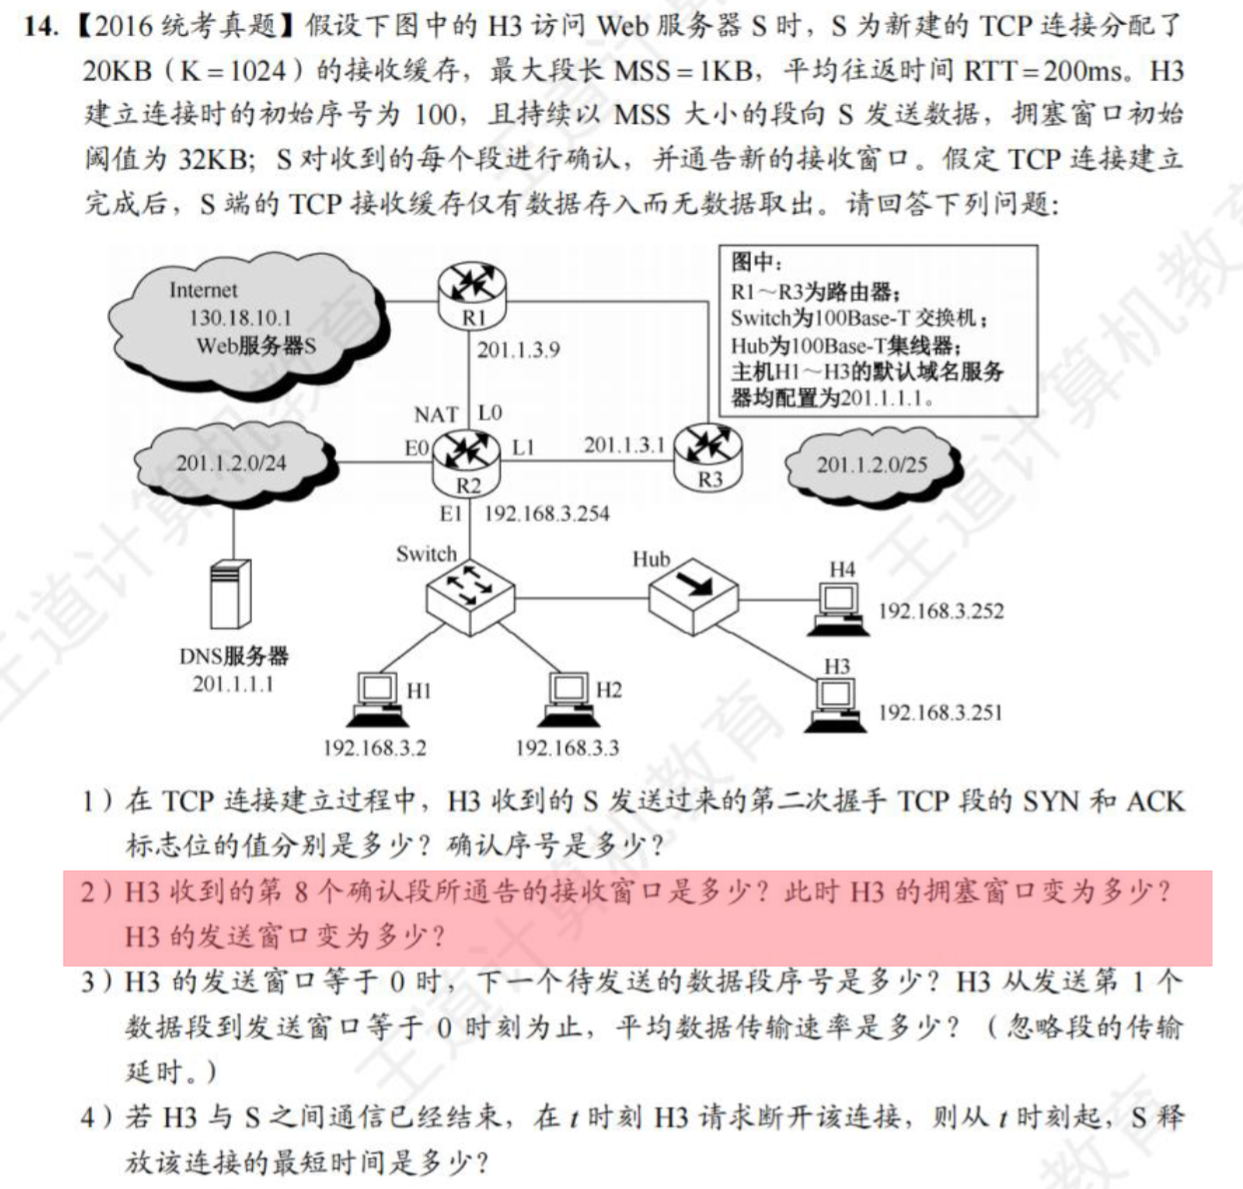 14.【2016 统考真题】假设下图中的 H3 访问 Web 服务器 S 时，S 为新建的 TCP 连接分配了
20KB（K = 1024）的接收缓存，最大段长 MSS = 1KB，平均往返时间 RTT = 200ms。H3
建立连接时的初始序号为 100，且持续以 MSS 大小的段向 S 发送数据，拥塞窗口初始
阈值为 32KB；S 对收到的每个段进行确认，并通告新的接收窗口。假定 TCP 连接建立
完成后，S 端的 TCP 接收缓存仅有数据存入而无数据取出。请回答下列问题：
Internet
130.18.10.1
Web服务器S
R1
201.1.3.9
图中：
R1～R3为路由器；
Switch为100Base-T 交换机；
Hub为100Base-T集线器；
主机H1～H3的默认域名服务
器均配置为201.1.1.1。
NAT L0
E0
L1
201.1.3.1
201.1.2.0/24
R2
R3
201.1.2.0/25
E1 192.168.3.254
Switch
Hub
H4
192.168.3.252
DNS服务器
201.1.1.1
H1
H2
H3
192.168.3.251
192.168.3.2
192.168.3.3
1）在 TCP 连接建立过程中，H3 收到的 S 发送过来的第二次握手 TCP 段的 SYN 和 ACK
标志位的值分别是多少？确认序号是多少？
2）H3 收到的第 8 个确认段所通告的接收窗口是多少？此时 H3 的拥塞窗口变为多少？
H3 的发送窗口变为多少？
3）H3 的发送窗口等于 0 时，下一个待发送的数据段序号是多少？H3 从发送第 1 个
数据段到发送窗口等于 0 时刻为止，平均数据传输速率是多少？（忽略段的传输
延时。）
4）若 H3 与 S 之间通信已经结束，在 t 时刻 H3 请求断开该连接，则从 t 时刻起，S 释
放该连接的最短时间是多少？
王道计算机教育
王道计算机教育
王道计算机教育